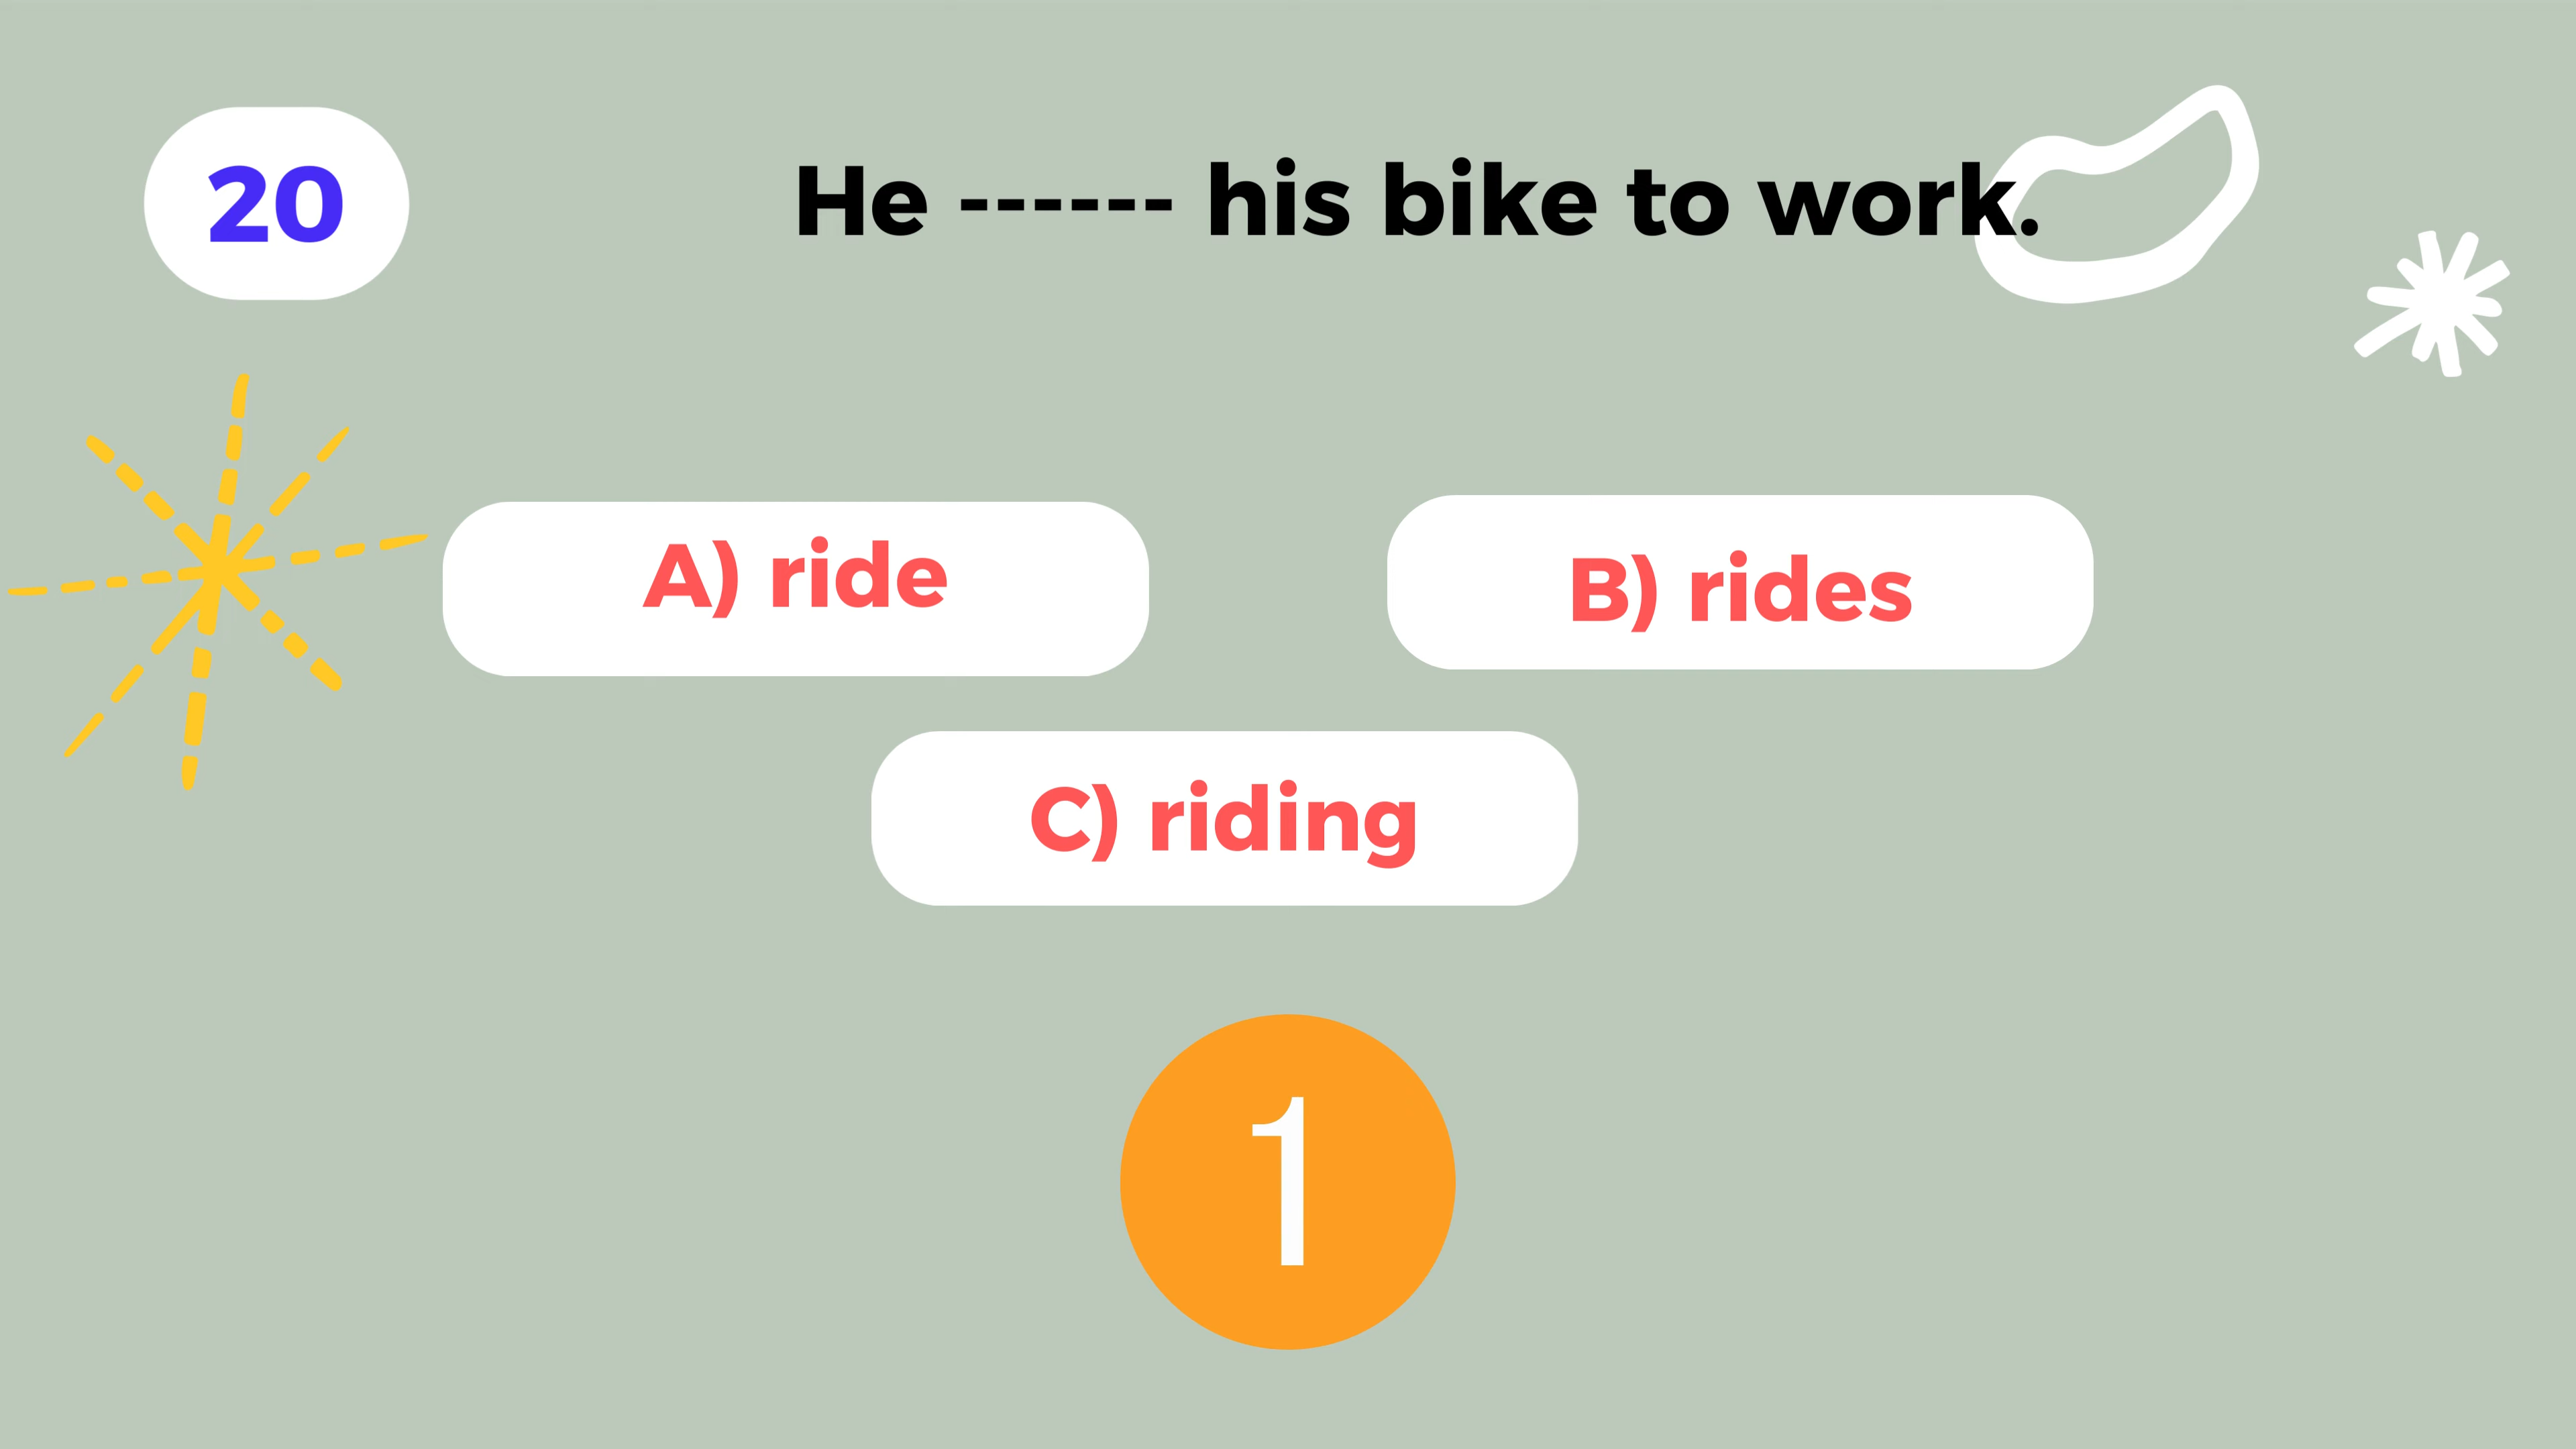 20
He ------ his bike to work.
A) ride
B) rides
C) riding
1